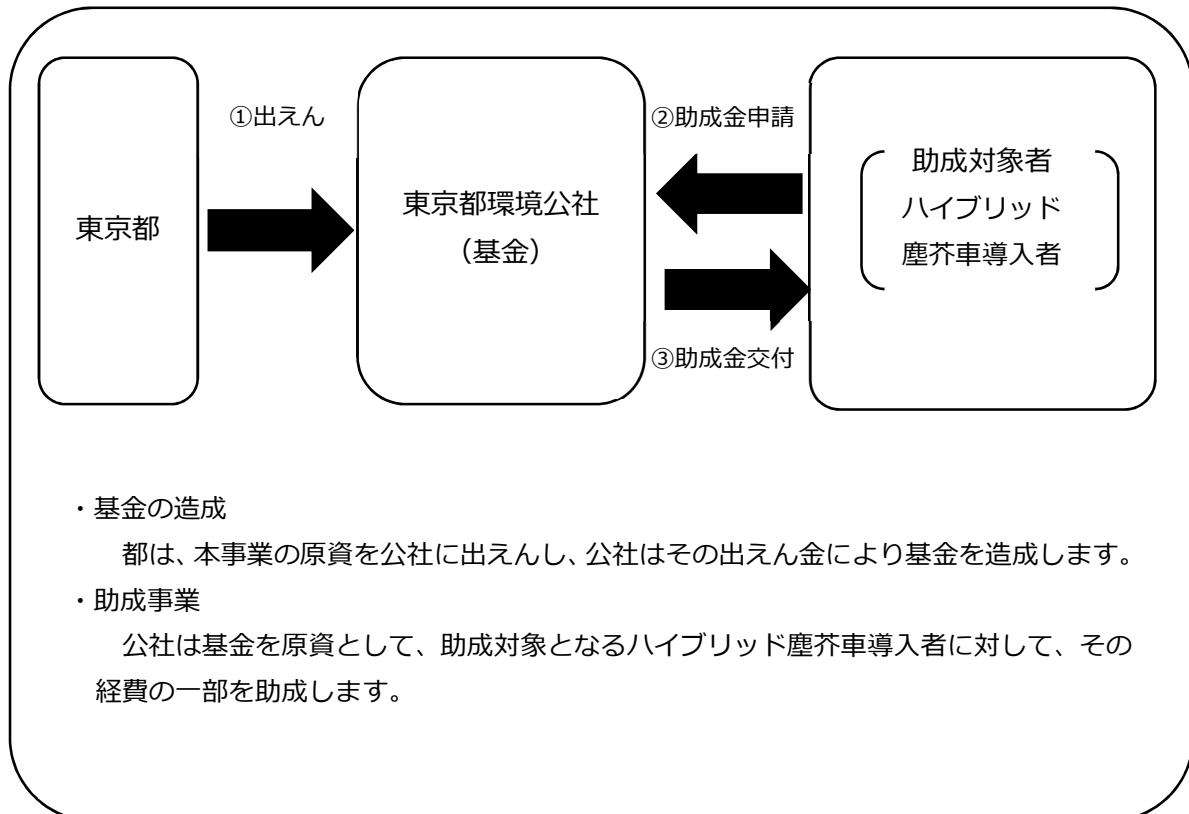 ①出えん
②助成金申請
東京都
東京都環境公社
（基金）
助成対象者
ハイブリッド
塵芥車導入者
③助成金交付
・基金の造成
都は、本事業の原資を公社に出えんし、公社はその出えん金により基金を造成します。
・助成事業
公社は基金を原資として、助成対象となるハイブリッド塵芥車導入者に対して、その
経費の一部を助成します。